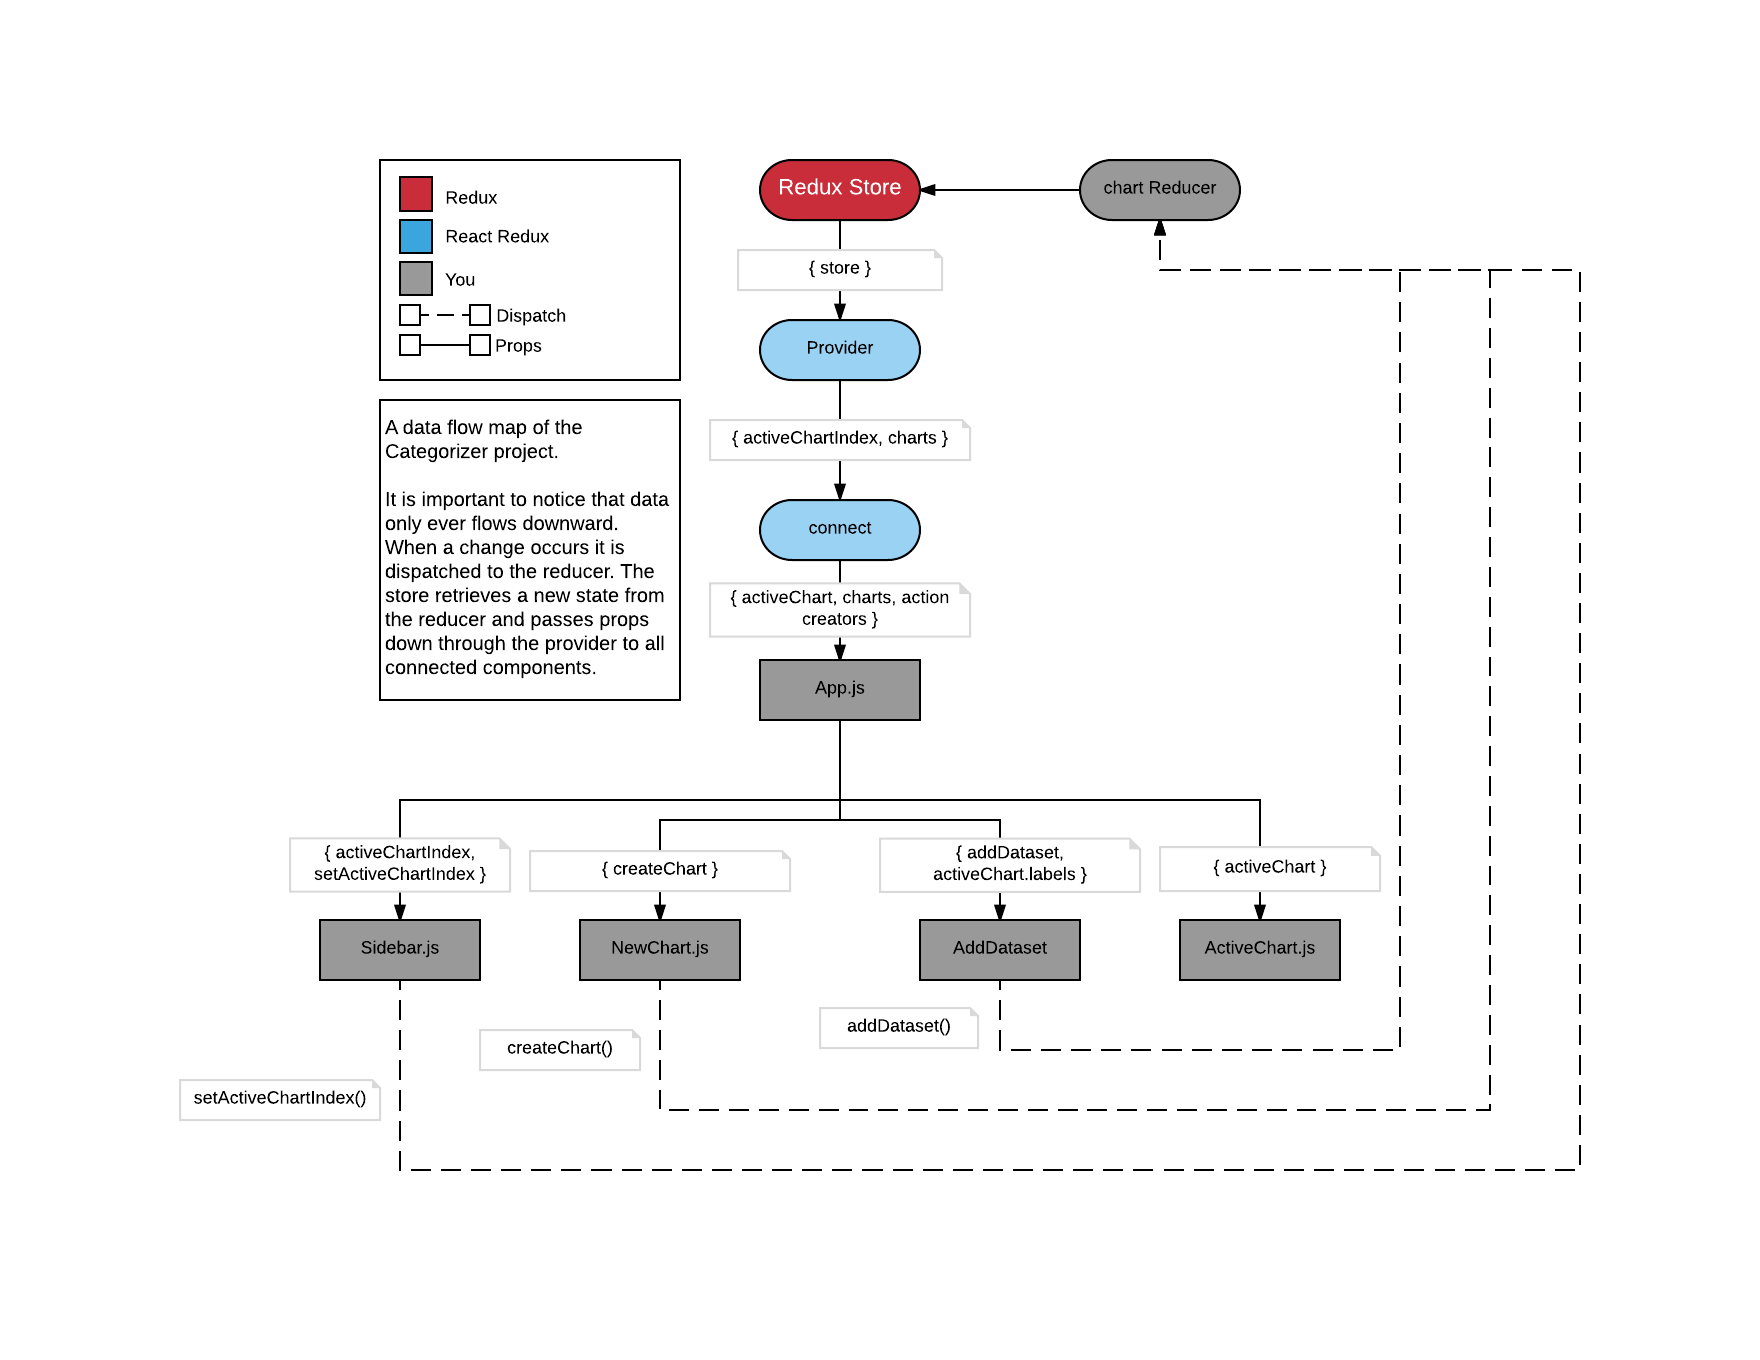 Redux
React Redux
You
Dispatch
Props
A data flow map of the
Categorizer project.
It is important to notice that data
only ever flows downward.
When a change occurs it is
dispatched to the reducer. The
store retrieves a new state from
the reducer and passes props
down through the provider to all
connected components.
Redux Store
chart Reducer
{ store }
Provider
{ activeChartIndex, charts }
connect
{ activeChart, charts, action
creators }
App.js
{ activeChartIndex,
setActiveChartIndex }
{ createChart }
{ addDataset,
activeChart.labels }
{ activeChart }
Sidebar.js
NewChart.js
AddDataset
ActiveChart.js
addDataset()
createChart()
setActiveChartIndex()